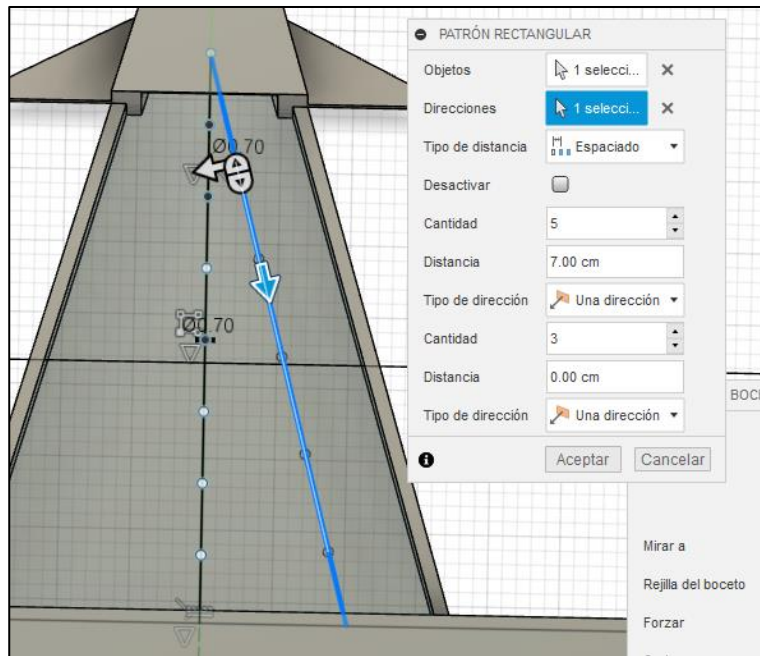 PATRÓN RECTANGULAR
Objetos 1 selecci...
Direcciones 1 selecci...
Tipo de distancia Espaciado
Desactivar
Cantidad 5
Distancia 7.00 cm
Tipo de dirección Una dirección
Cantidad 3
Distancia 0.00 cm
Tipo de dirección Una dirección
Aceptar Cancelar
Ø0.70
Ø0.70
Mirar a
Rejilla del boceto
Forzar